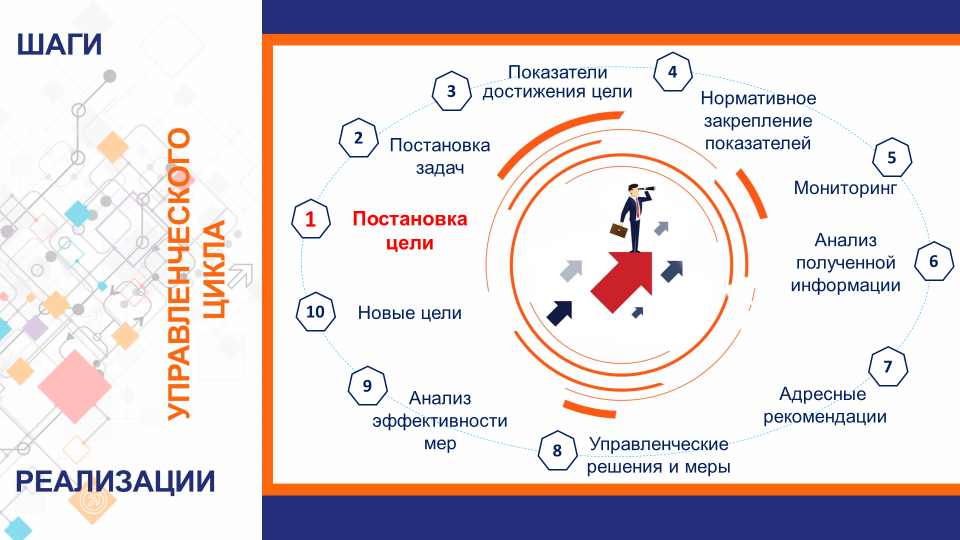 ШАГИ
РЕАЛИЗАЦИИ
УПРАВЛЕНЧЕСКОГО
ЦИКЛА
1
Постановка
цели
2
Постановка
задач
3
Показатели
достижения цели
4
Нормативное
закрепление
показателей
5
Мониторинг
6
Анализ
полученной
информации
7
Адресные
рекомендации
8
Управленческие
решения и меры
9
Анализ
эффективности
мер
10
Новые цели